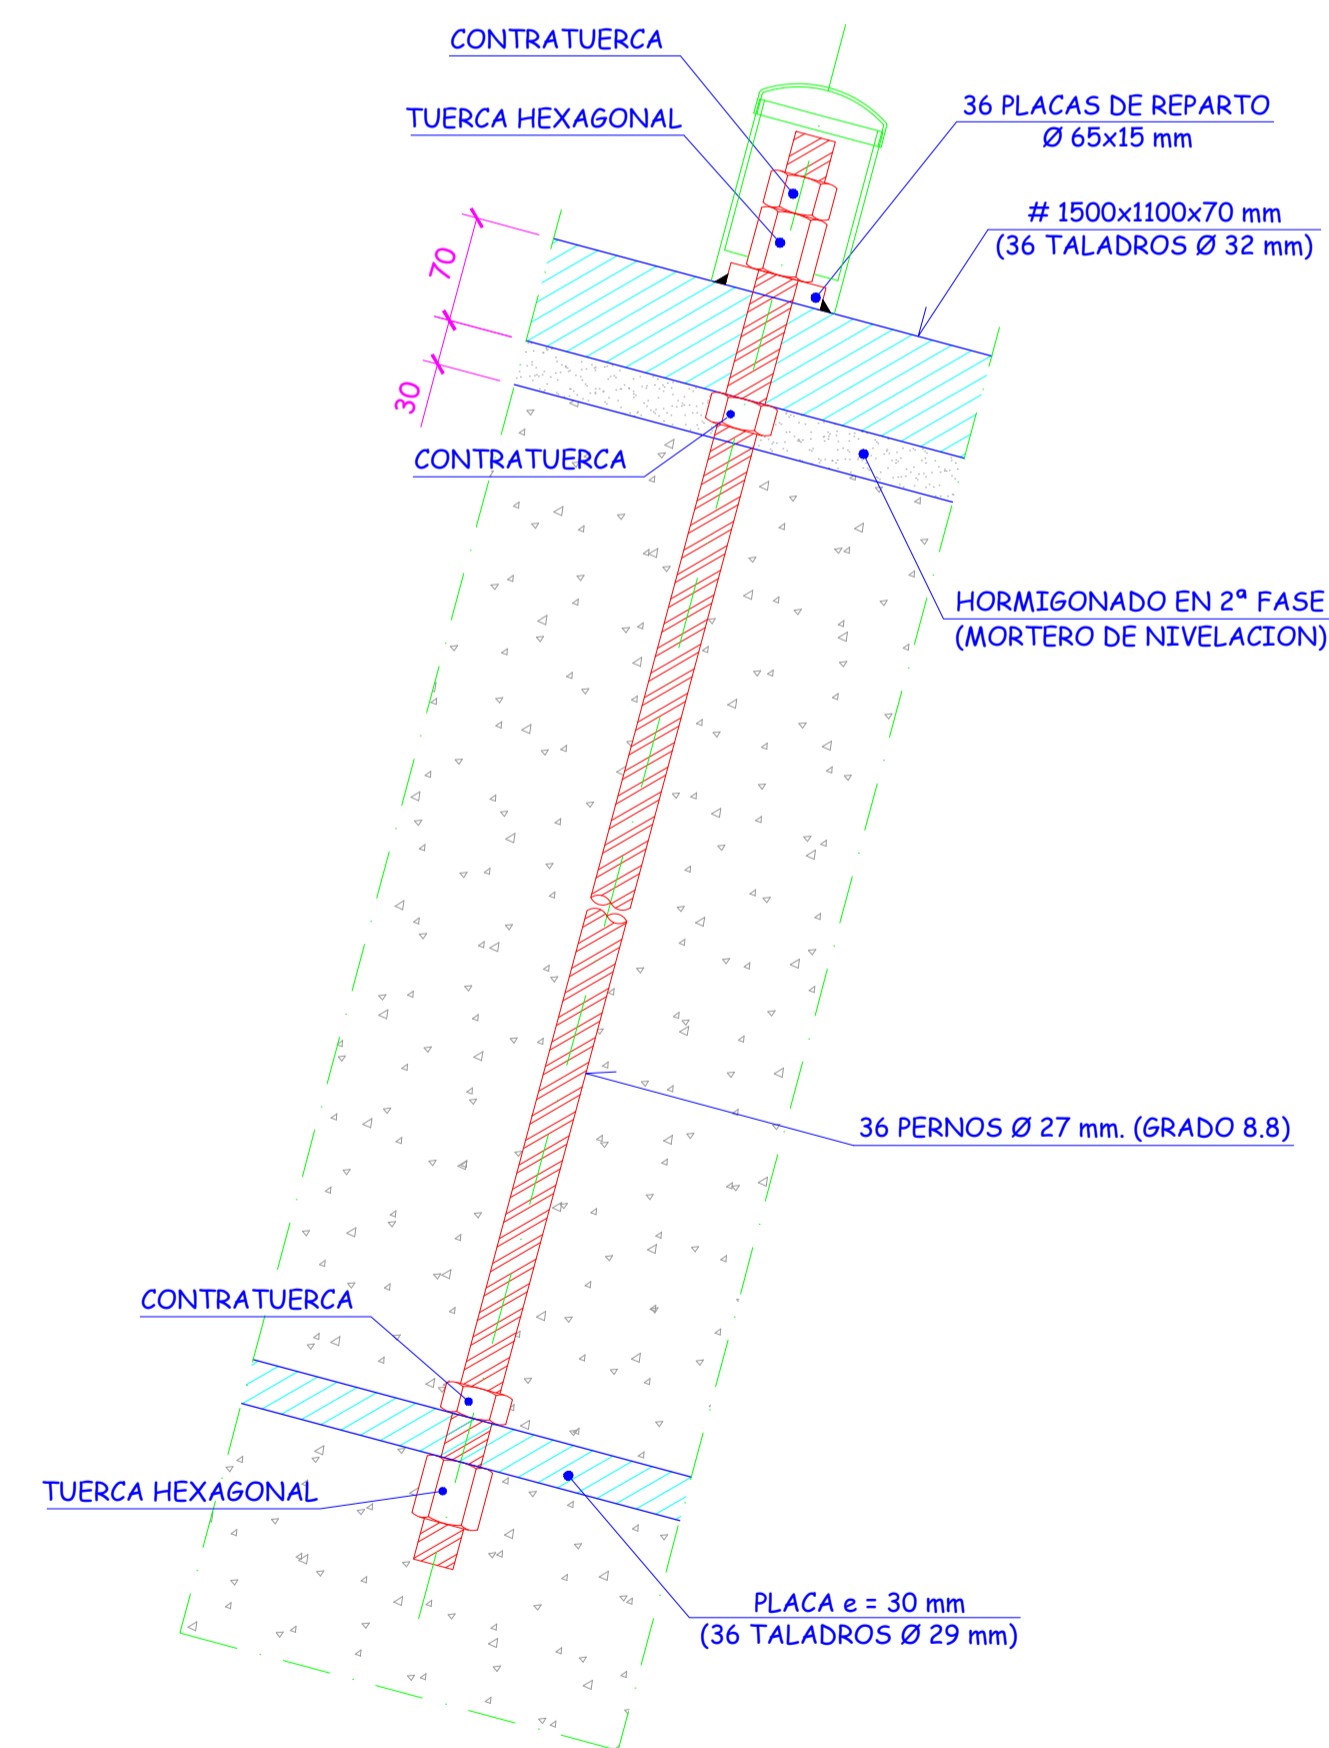 CONTRATUERCA
TUERCA HEXAGONAL
36 PLACAS DE REPARTO
Ø 65x15 mm
# 1500x1100x70 mm
(36 TALADROS Ø 32 mm)
70
30
CONTRATUERCA
HORMIGONADO EN 2ª FASE
(MORTERO DE NIVELACION)
36 PERNOS Ø 27 mm. (GRADO 8.8)
CONTRATUERCA
TUERCA HEXAGONAL
PLACA e = 30 mm
(36 TALADROS Ø 29 mm)